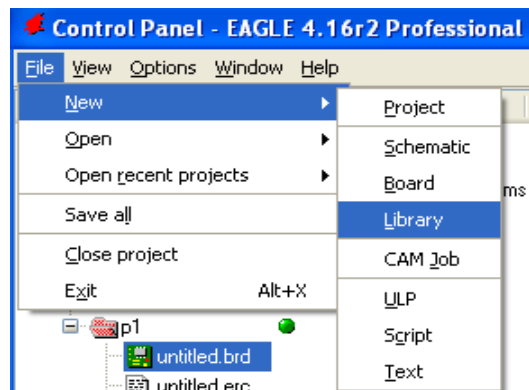 Control Panel - EAGLE 4.16r2 Professional
File View Options Window Help
New
Open
Open recent projects
Save all
Close project
Exit Alt+X
Project
Schematic
Board
Library
CAM Job
ULP
Script
Text
ms
p1
untitled.brd
untitled.erc